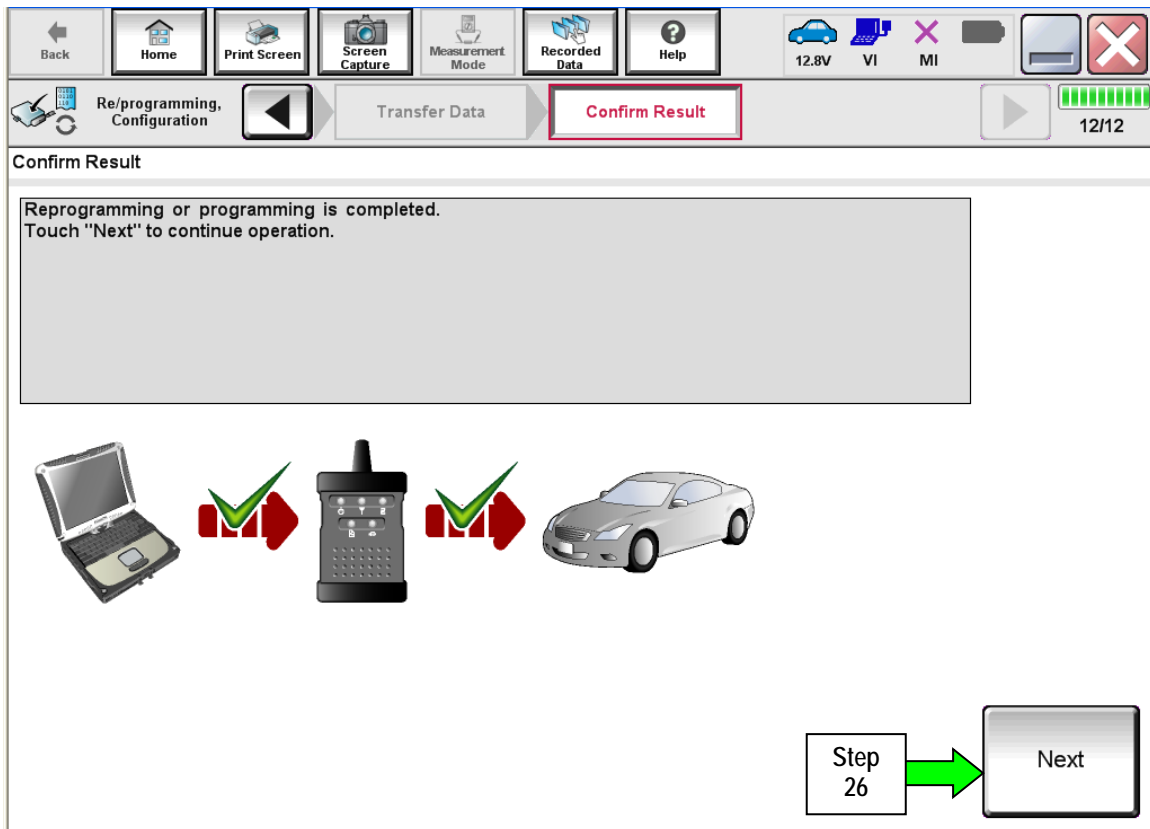 Back
Home
Print Screen
Screen
Capture
Measurement
Mode
Recorded
Data
Help
12.8V
VI
MI
Re/programming,
Configuration
Transfer Data
Confirm Result
12/12
Confirm Result
Reprogramming or programming is completed.
Touch "Next" to continue operation.
Step
26
Next